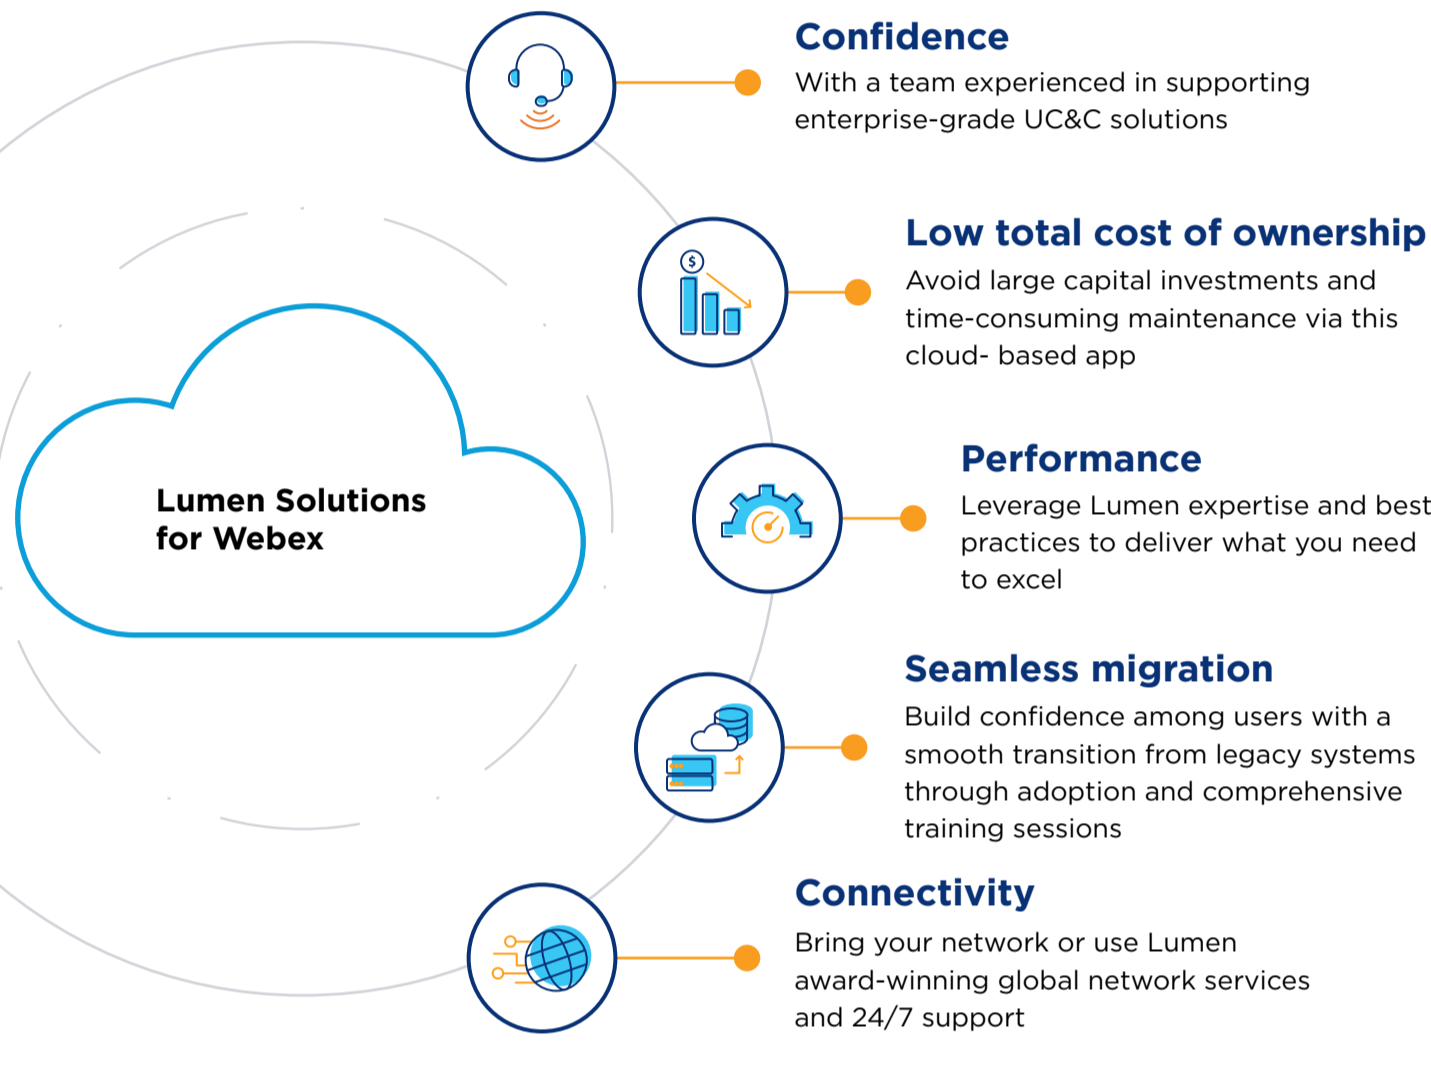 Confidence
With a team experienced in supporting
enterprise-grade UC&C solutions
Low total cost of ownership
Avoid large capital investments and
time-consuming maintenance via this
cloud- based app
Lumen Solutions
for Webex
Performance
Leverage Lumen expertise and best
practices to deliver what you need
to excel
Seamless migration
Build confidence among users with a
smooth transition from legacy systems
through adoption and comprehensive
training sessions
Connectivity
Bring your network or use Lumen
award-winning global network services
and 24/7 support
$